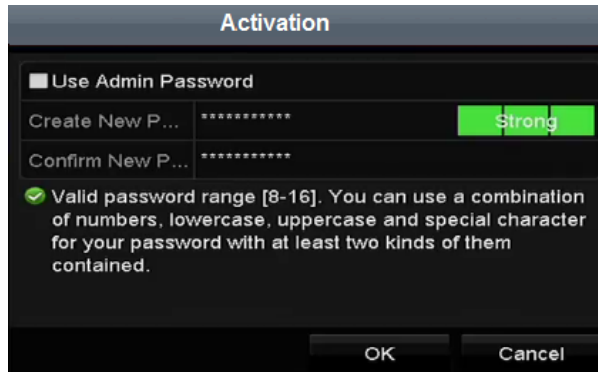 Activation
Use Admin Password
Create New P... *********** Strong
Confirm New P... ***********
Valid password range [8-16]. You can use a combination
of numbers, lowercase, uppercase and special character
for your password with at least two kinds of them
contained.
OK Cancel